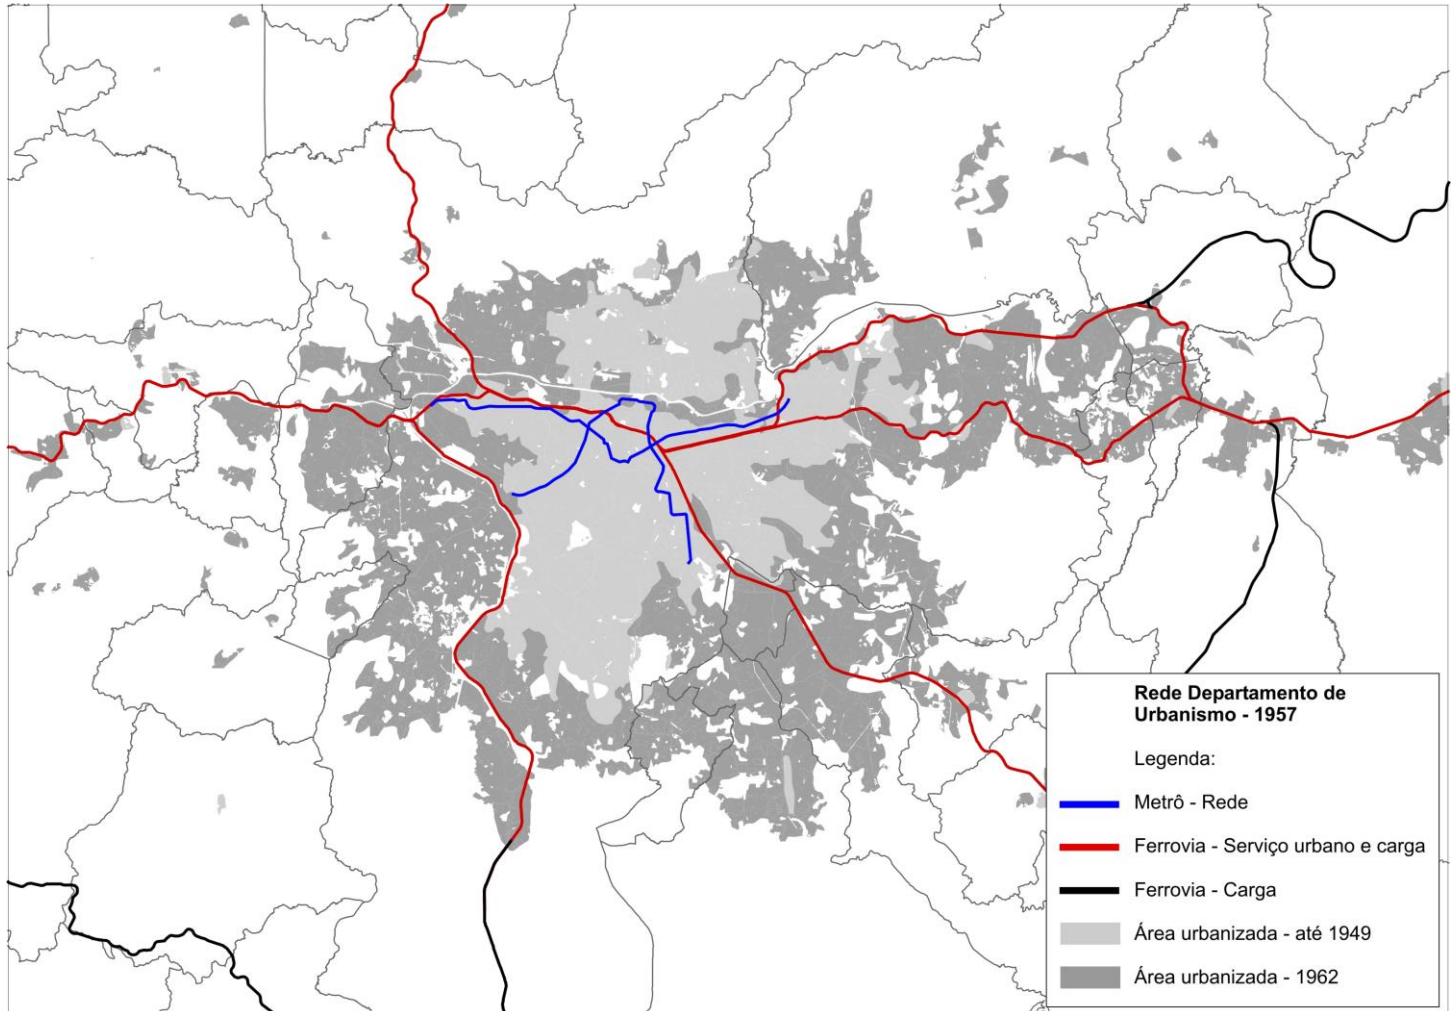 Rede Departamento de
Urbanismo - 1957
Legenda:
Metrô - Rede
Ferrovia - Serviço urbano e carga
Ferrovia - Carga
Área urbanizada - até 1949
Área urbanizada - 1962